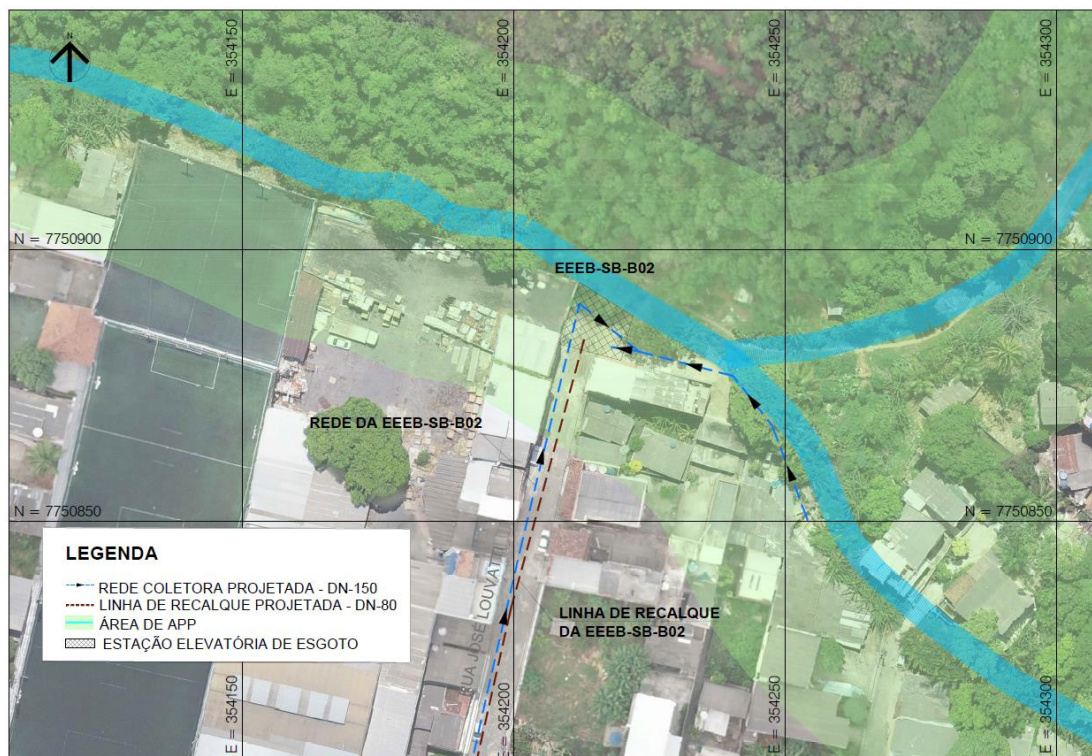 N
E = 354150
E = 354200
E = 354250
E = 354300
N = 7750900
N = 7750900
EEEB-SB-B02
REDE DA EEEB-SB-B02
N = 7750850
N = 7750850
LEGENDA
REDE COLETORA PROJETADA - DN-150
LINHA DE RECALQUE PROJETADA - DN-80
ÁREA DE APP
ESTAÇÃO ELEVATÓRIA DE ESGOTO
RUA JOSÉ
LINHA DE RECALQUE
DA EEEB-SB-B02
E = 354150
E = 354200
E = 354250
E = 354300